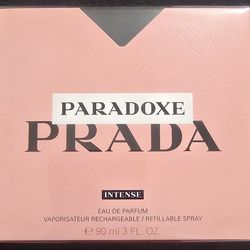 PARADOXE
PRADA
INTENSE
EAU DE PARFUM
VAPORISATEUR RECHARGEABLE / REFILLABLE SPRAY
℮ 90 ml 3 FL. OZ.